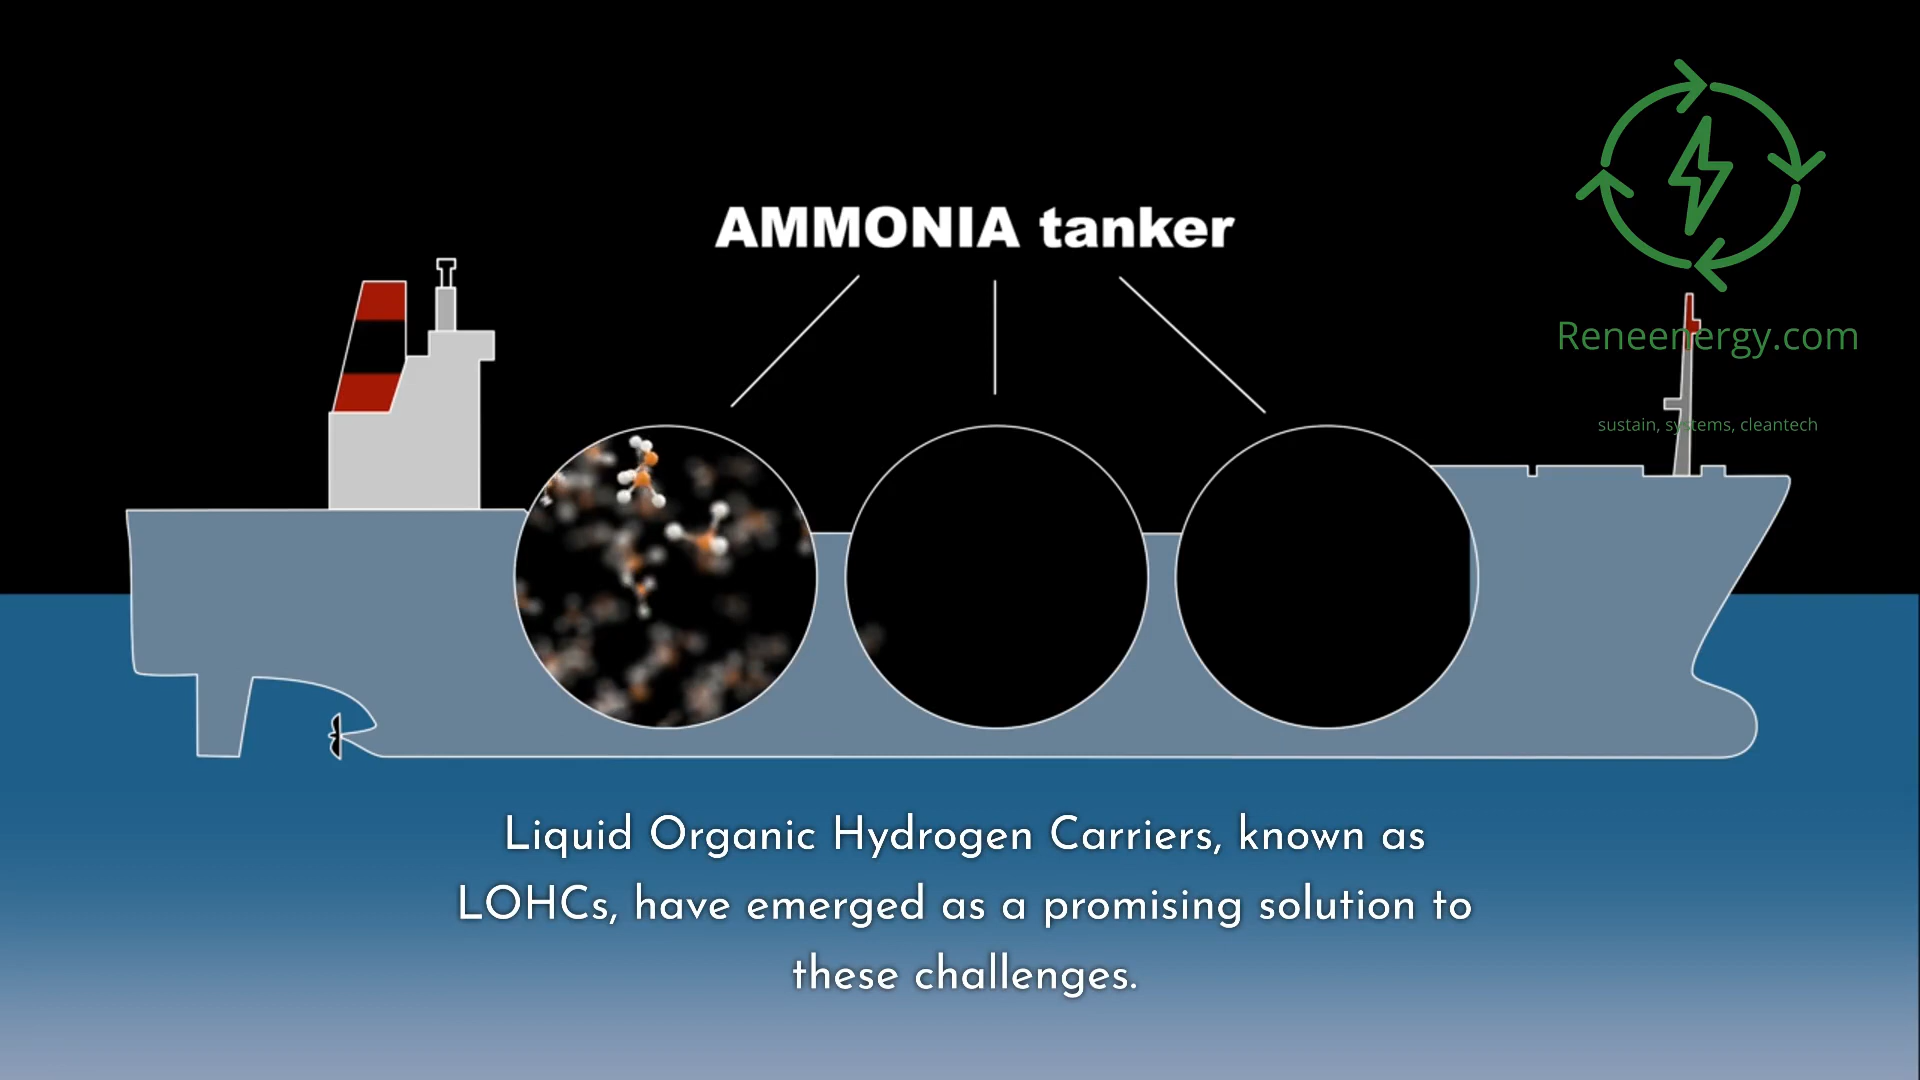 AMMONIA tanker
Reneenergy.com
sustain, systems, cleantech
Liquid Organic Hydrogen Carriers, known as
LOHCs, have emerged as a promising solution to
these challenges.